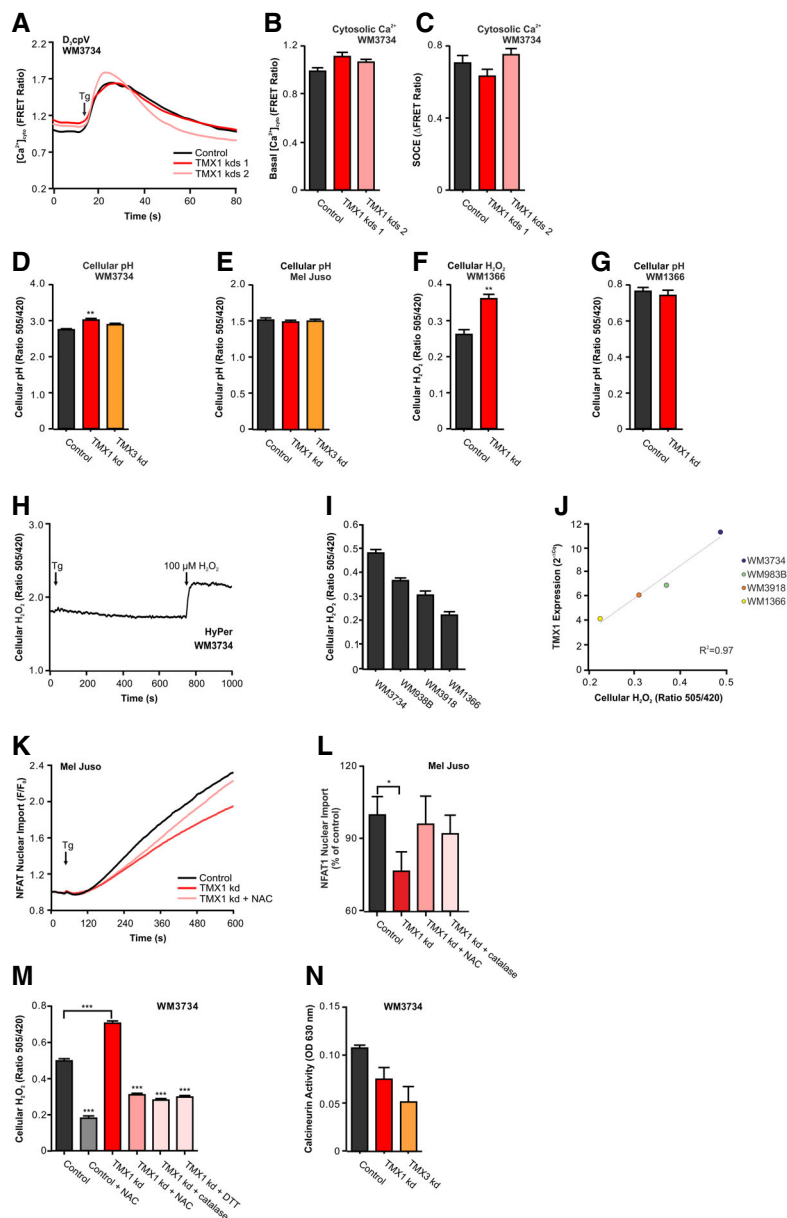 A
D₁cpV
WM3734
[Ca²⁺]cyto (FRET Ratio)
2.2
1.7
1.2
0.7
0.2
Tg
Control
TMX1 kds 1
TMX1 kds 2
0 20 40 60 80
Time (s)
B
Cytosolic Ca²⁺
WM3734
Basal [Ca²⁺]cyto (FRET Ratio)
1.2
0.8
0.4
0
Control
TMX1 kds 1
TMX1 kds 2
C
Cytosolic Ca²⁺
WM3734
SOCE (ΔFRET Ratio)
0.8
0.6
0.4
0.2
0
Control
TMX1 kds 1
TMX1 kds 2
D
Cellular pH
WM3734
Cellular pH (Ratio 505/420)
4.0
3.0
2.0
1.0
0
**
Control
TMX1 kd
TMX3 kd
E
Cellular pH
Mel Juso
Cellular pH (Ratio 505/420)
2.0
1.5
1.0
0.5
0
Control
TMX1 kd
TMX3 kd
F
Cellular H₂O₂
WM1366
Cellular H₂O₂ (Ratio 505/420)
0.4
0.3
0.2
0.1
0
**
Control
TMX1 kd
G
Cellular pH
WM1366
Cellular pH (Ratio 505/420)
0.8
0.6
0.4
0.2
0
Control
TMX1 kd
H
Cellular H₂O₂ (Ratio 505/420)
3.0
2.0
1.0
Tg
100 µM H₂O₂
HyPer
WM3734
0 200 400 600 800 1000
Time (s)
I
Cellular H₂O₂ (Ratio 505/420)
0.6
0.5
0.4
0.3
0.2
0.1
0
WM3734
WM938B
WM3918
WM1366
J
TMX1 Expression (2⁻ᐞCq)
12
10
8
6
4
2
0
R²=0.97
0.2 0.3 0.4 0.5
Cellular H₂O₂ (Ratio 505/420)
WM3734
WM983B
WM3918
WM1366
K
Mel Juso
NFAT Nuclear Import (F/F₀)
2.4
2.0
1.6
1.2
0.8
Tg
Control
TMX1 kd
TMX1 kd + NAC
0 120 240 360 480 600
Time (s)
L
Mel Juso
NFAT1 Nuclear Import
(% of control)
120
100
80
60
*
Control
TMX1 kd
TMX1 kd + NAC
TMX1 kd + catalase
M
WM3734
Cellular H₂O₂ (Ratio 505/420)
0.8
0.6
0.4
0.2
0
***
***
***
***
***
Control
Control + NAC
TMX1 kd
TMX1 kd + NAC
TMX1 kd + catalase
TMX1 kd + DTT
N
WM3734
Calcineurin Activity (OD 630 nm)
0.15
0.10
0.05
0
Control
TMX1 kd
TMX3 kd